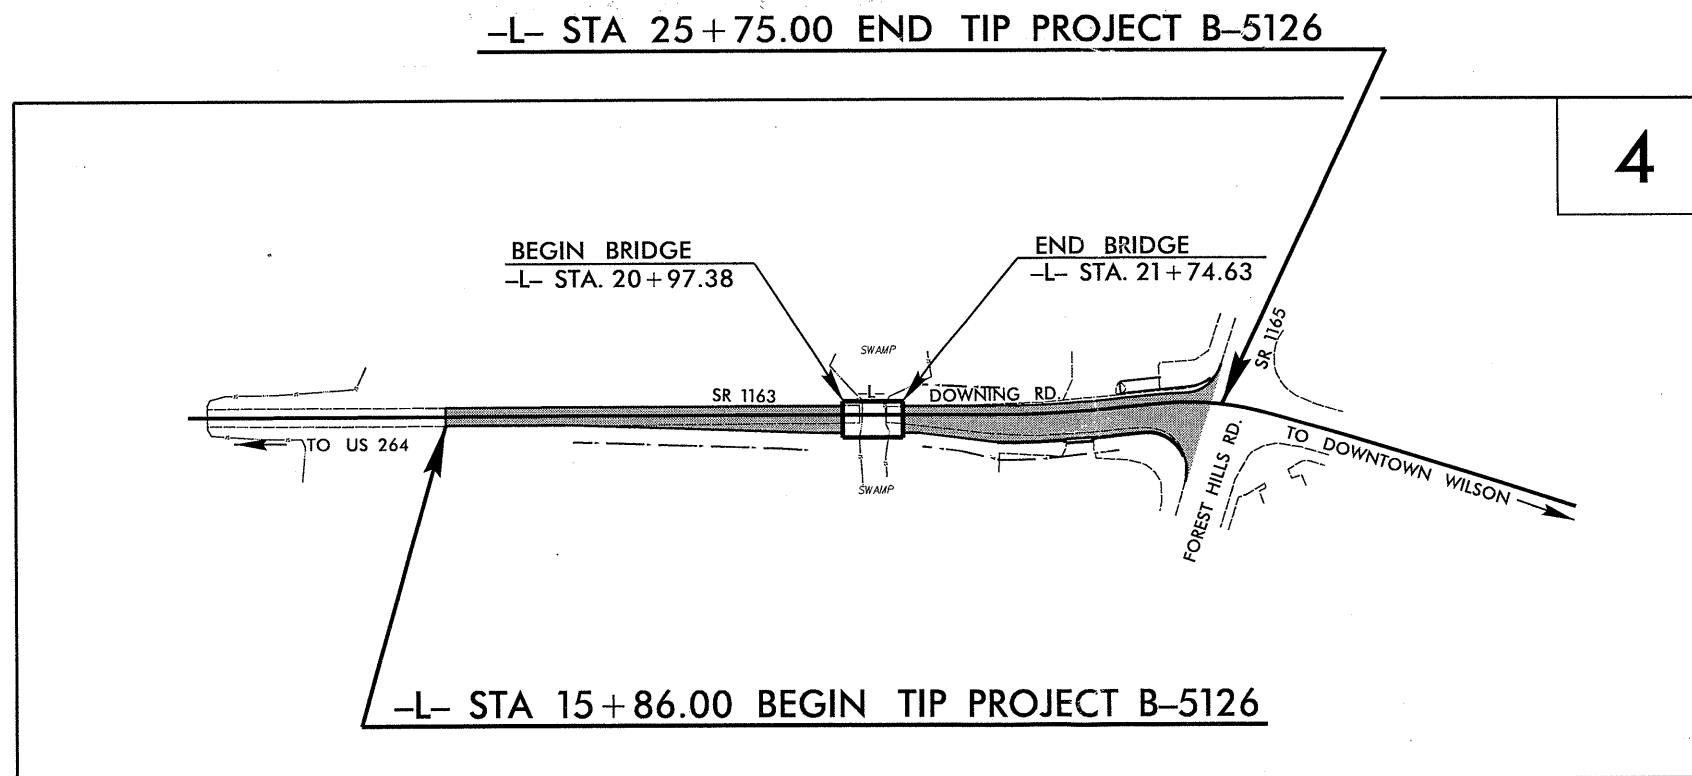 –L– STA 25+75.00 END TIP PROJECT B–5126
4
BEGIN BRIDGE
–L– STA. 20+97.38
END BRIDGE
–L– STA. 21+74.63
SR 1165
SWAMP
SR 1163
–L–
DOWNING RD.
TO US 264
FOREST HILLS RD.
TO DOWNTOWN WILSON
SWAMP
–L– STA 15+86.00 BEGIN TIP PROJECT B–5126